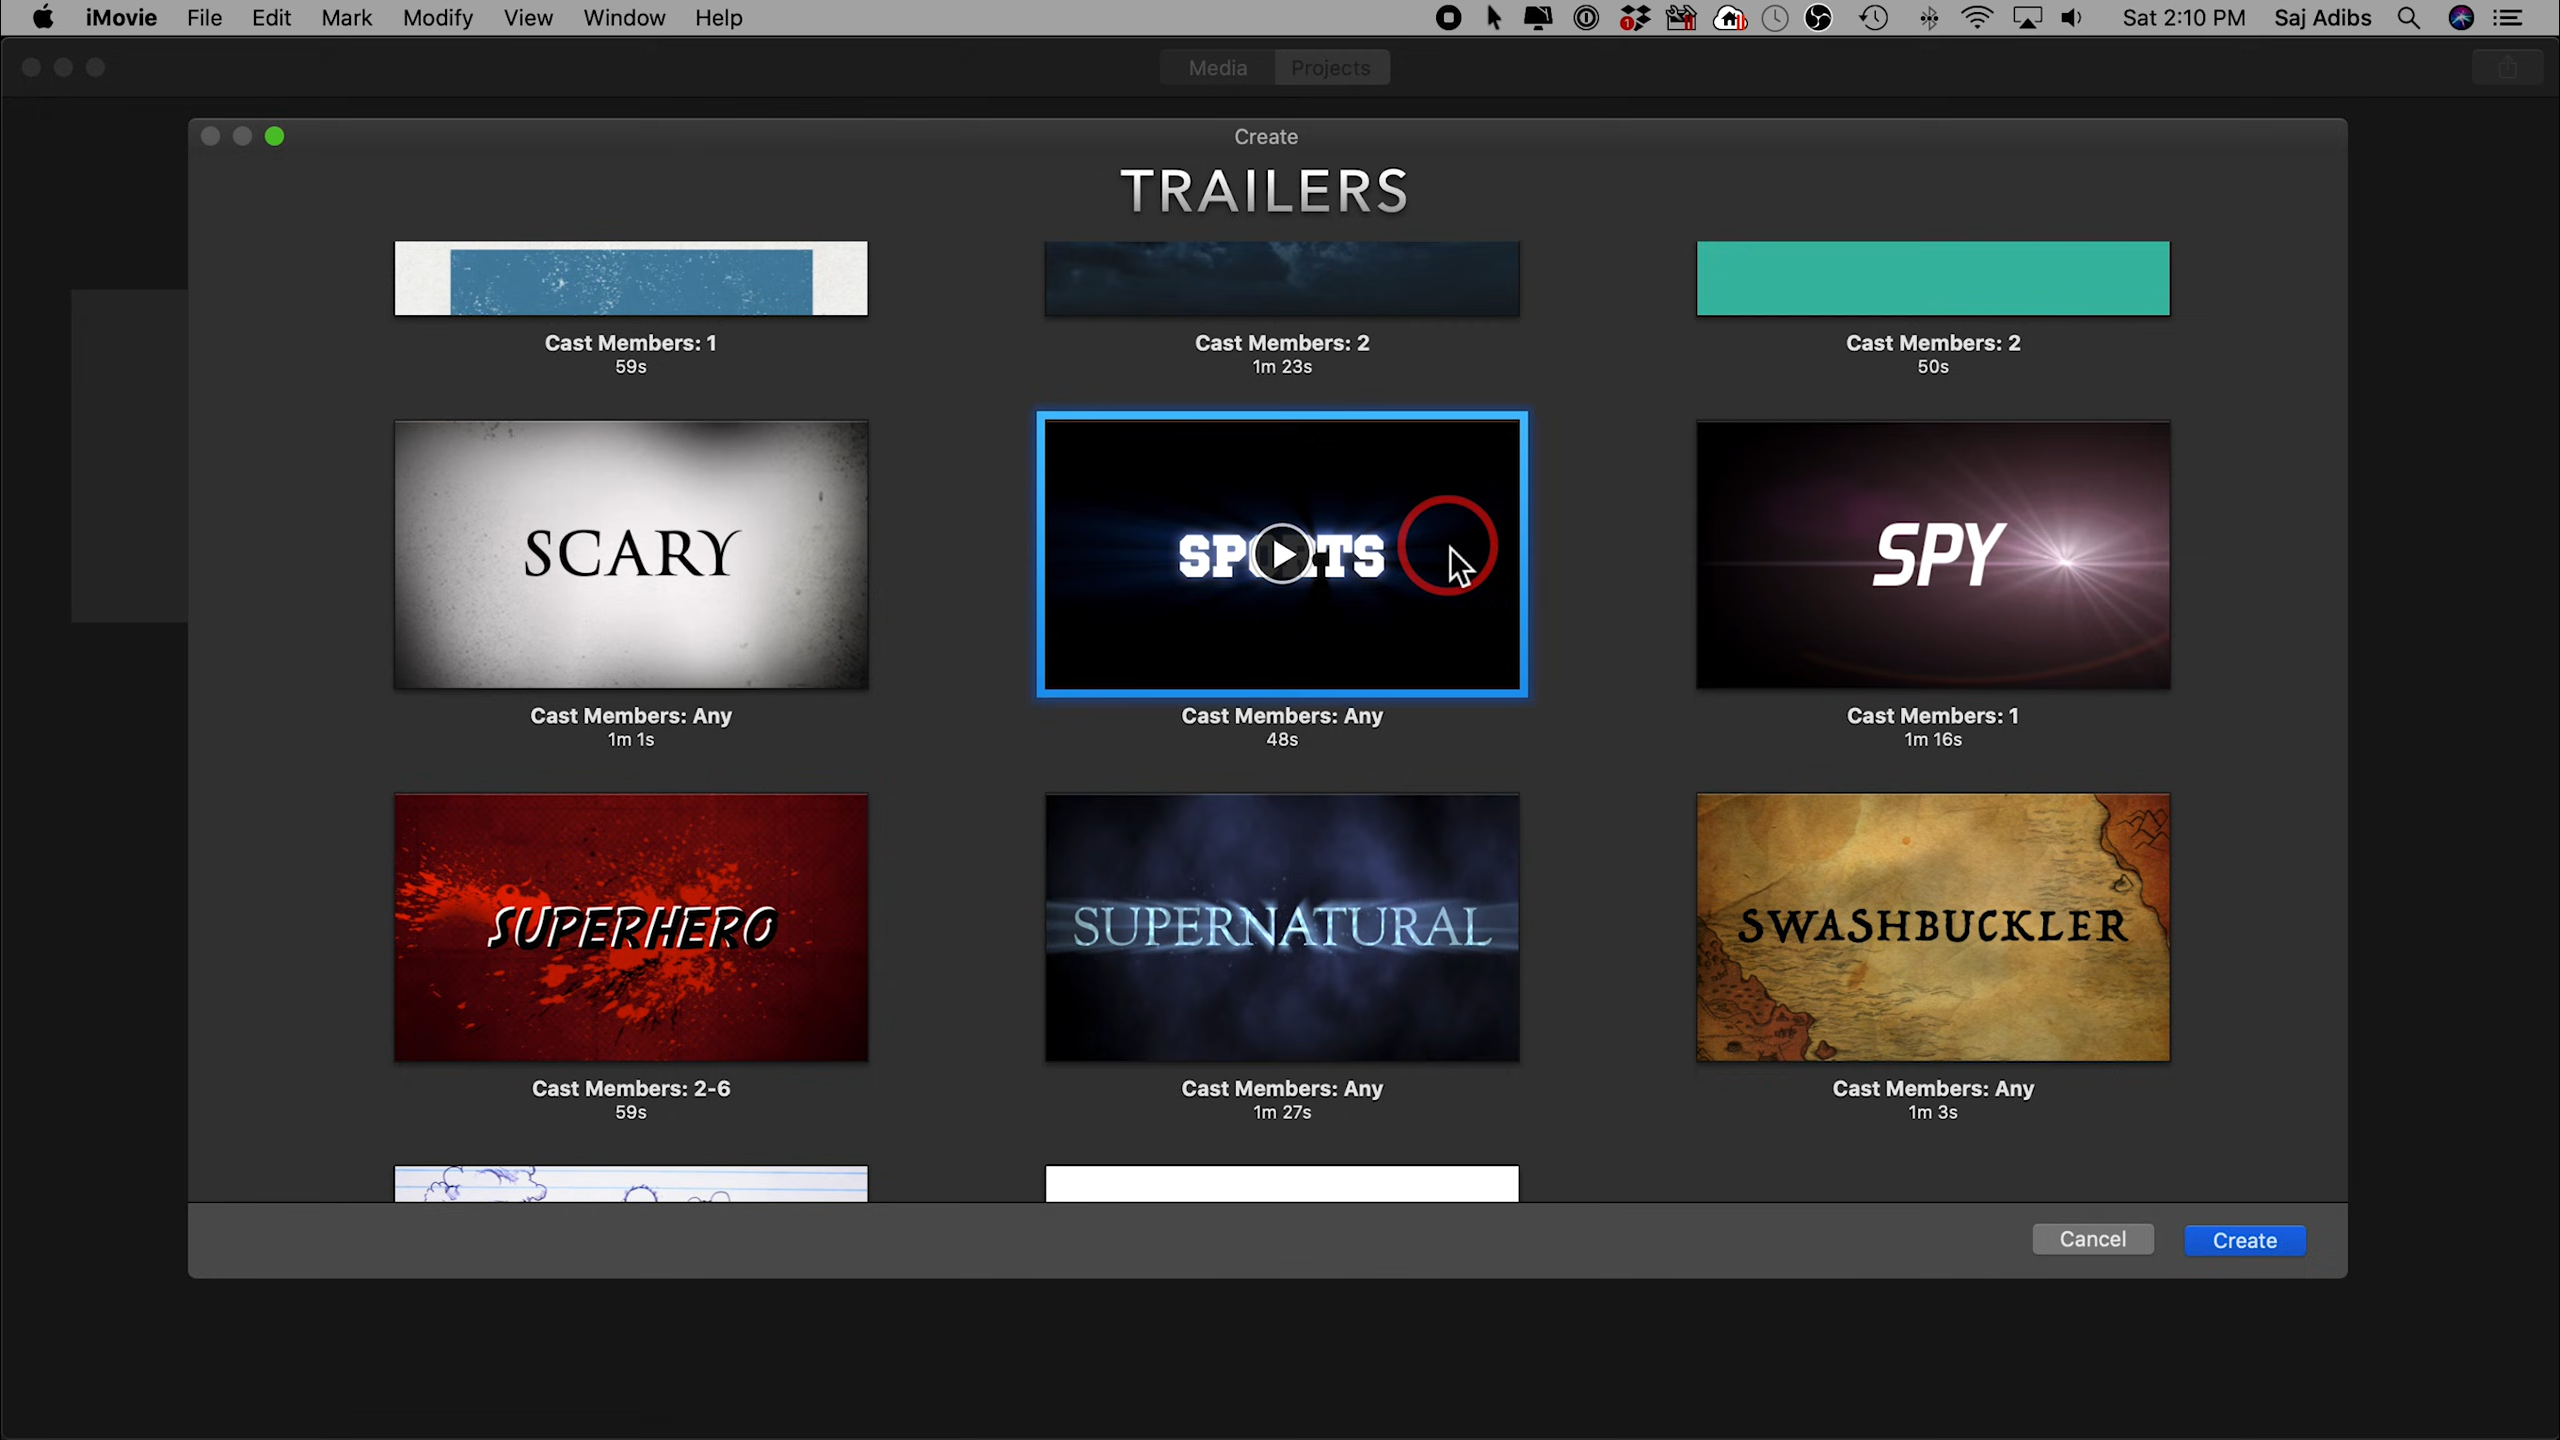 iMovie File Edit Mark Modify View Window Help
1
Sat 2:10 PM Saj Adibs
Media Projects
Create
TRAILERS
Cast Members: 1
59s
Cast Members: 2
1m 23s
Cast Members: 2
50s
SCARY
Cast Members: Any
1m 1s
SPORTS
Cast Members: Any
48s
SPY
Cast Members: 1
1m 16s
SUPERHERO
Cast Members: 2-6
59s
SUPERNATURAL
Cast Members: Any
1m 27s
SWASHBUCKLER
Cast Members: Any
1m 3s
Cancel Create